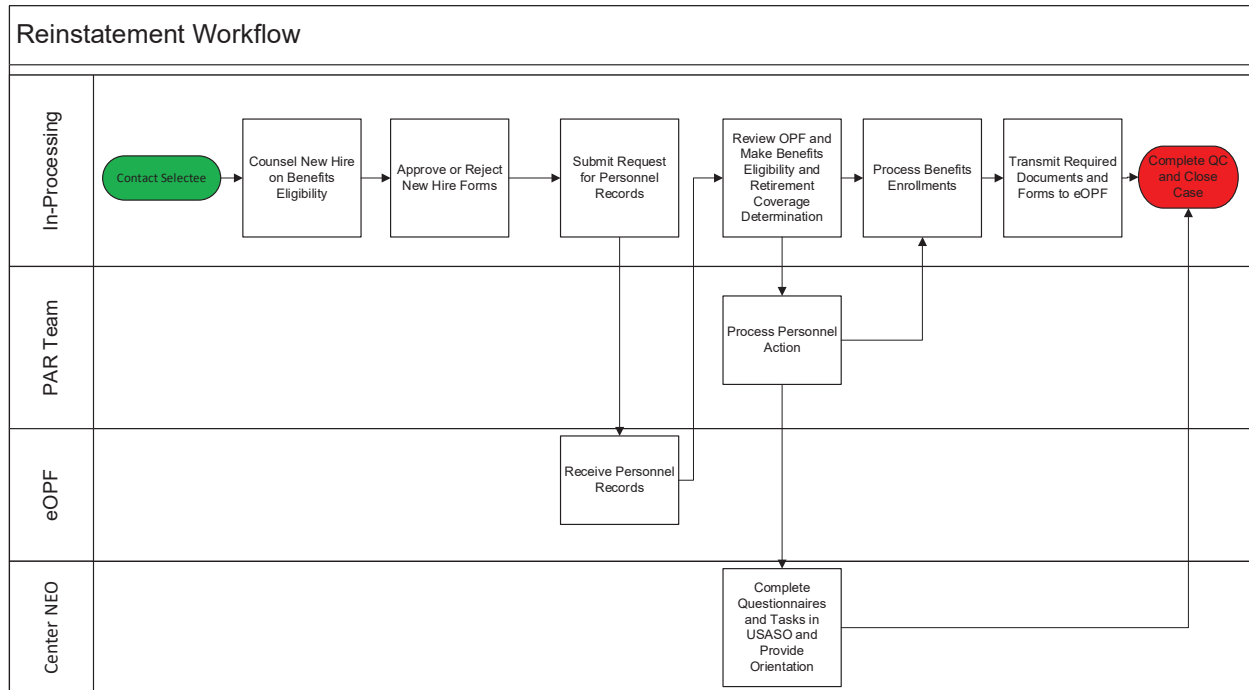 Reinstatement Workflow
In-Processing
Contact Selectee
Counsel New Hire
on Benefits
Eligibility
Approve or Reject
New Hire Forms
Submit Request
for Personnel
Records
Review OPF and
Make Benefits
Eligibility and
Retirement
Coverage
Determination
Process Benefits
Enrollments
Transmit Required
Documents and
Forms to eOPF
Complete QC
and Close
Case
PAR Team
Process Personnel
Action
eOPF
Receive Personnel
Records
Center NEO
Complete
Questionnaires
and Tasks in
USASO and
Provide
Orientation